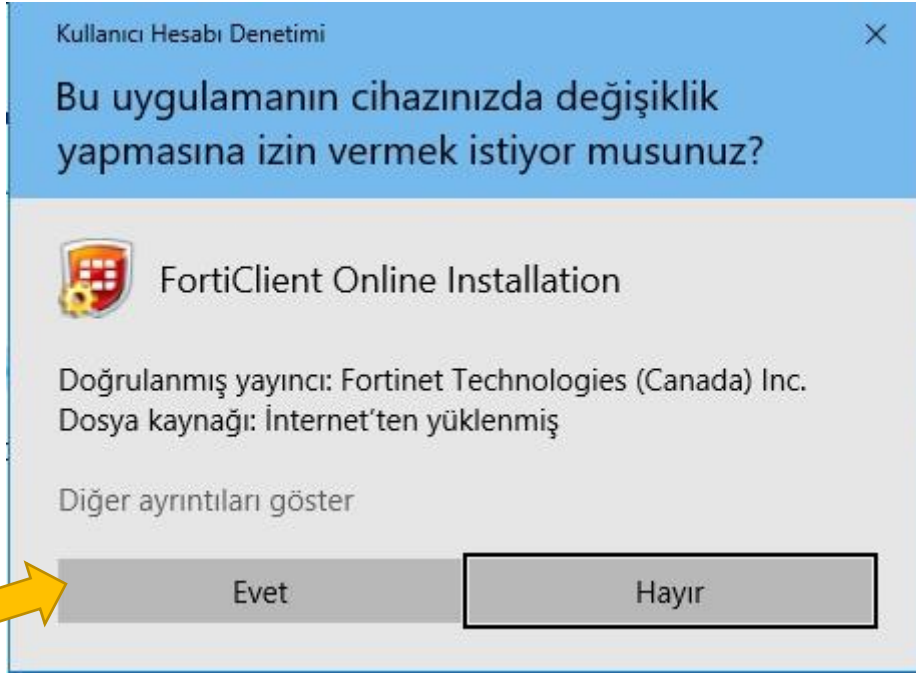 Kullanıcı Hesabı Denetimi
Bu uygulamanın cihazınızda değişiklik
yapmasına izin vermek istiyor musunuz?
FortiClient Online Installation
Doğrulanmış yayıncı: Fortinet Technologies (Canada) Inc.
Dosya kaynağı: İnternet’ten yüklenmiş
Diğer ayrıntıları göster
Evet
Hayır